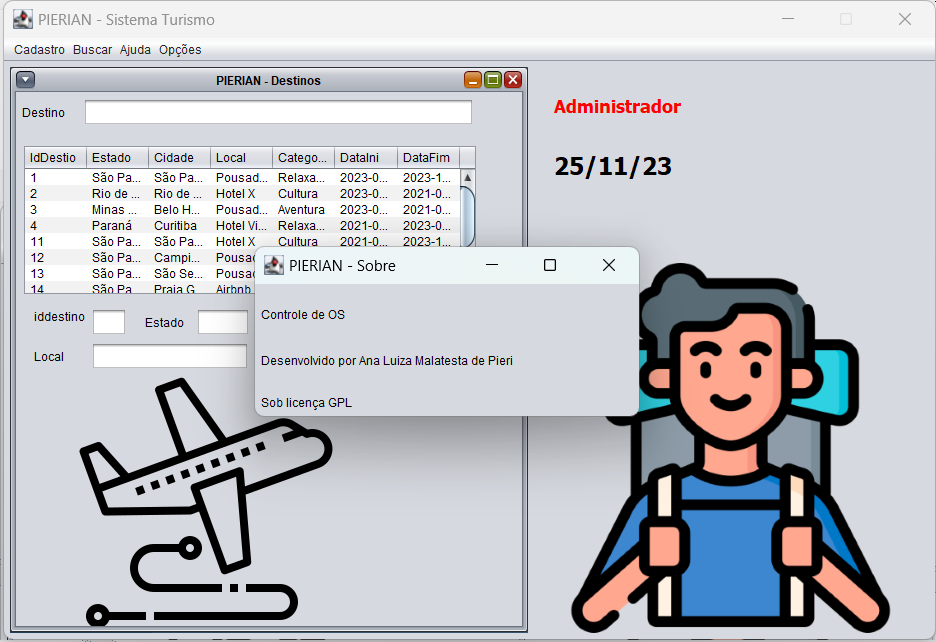 PIERIAN - Sistema Turismo
Cadastro Buscar Ajuda Opções
PIERIAN - Destinos
Destino
IdDestio Estado Cidade Local Catego... DataIni DataFim
1 São Pa... São Pa... Pousad... Relaxa... 2023-0... 2023-1...
2 Rio de ... Rio de ... Hotel X Cultura 2023-0... 2021-0...
3 Minas ... Belo H... Pousad... Aventura 2023-0... 2021-0...
4 Paraná Curitiba Hotel Vi... Relaxa... 2021-0... 2023-0...
11 São Pa... São Pa... Hotel X Cultura 2021-0... 2023-1...
12 São Pa... Campi...
13 São Pa... São Se...
14 São Pa Praia G Airbnb
iddestino
Estado
Local
Administrador
25/11/23
PIERIAN - Sobre
Controle de OS
Desenvolvido por Ana Luiza Malatesta de Pieri
Sob licença GPL